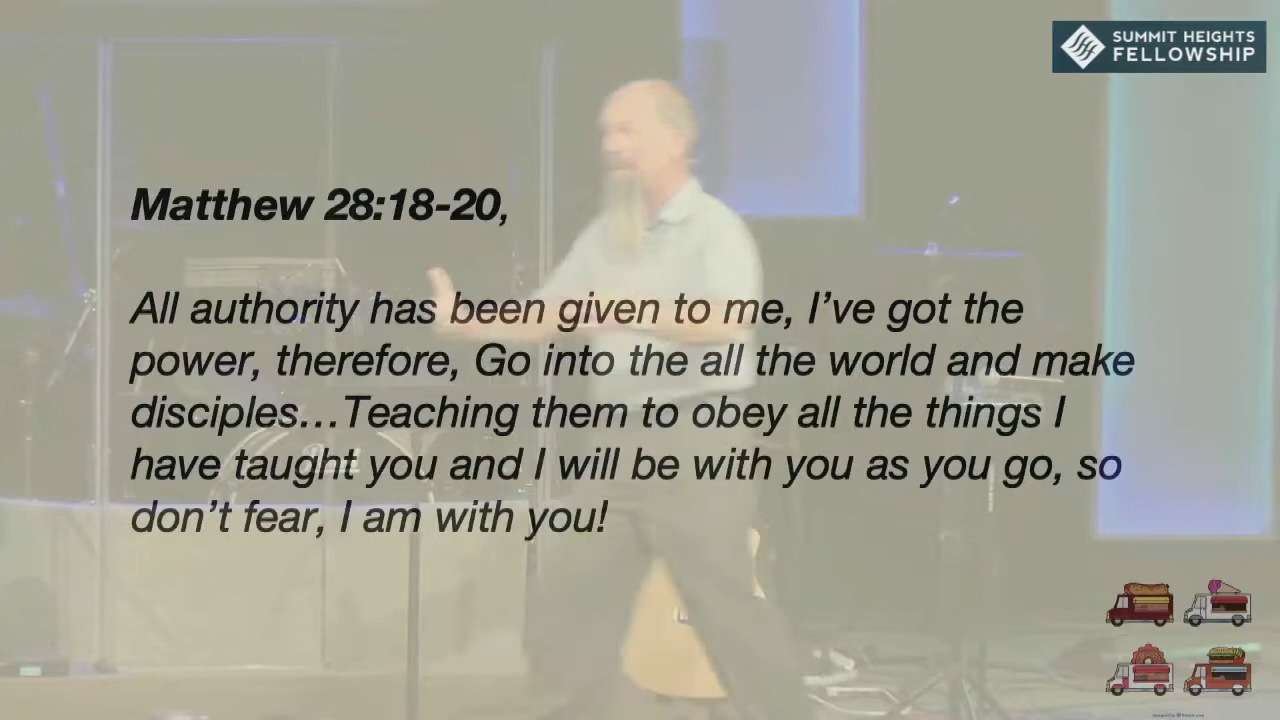 SUMMIT HEIGHTS
FELLOWSHIP
Matthew 28:18-20,
All authority has been given to me, I’ve got the
power, therefore, Go into the all the world and make
disciples…Teaching them to obey all the things I
have taught you and I will be with you as you go, so
don’t fear, I am with you!